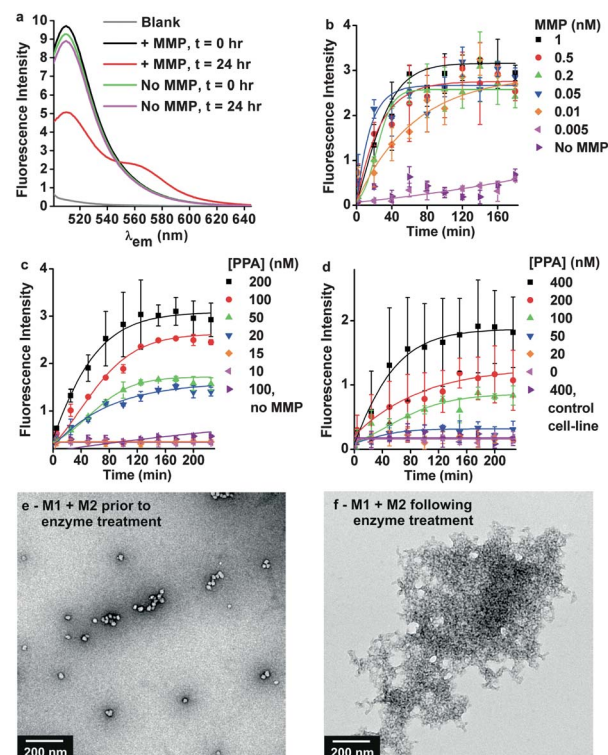 a
Blank
+ MMP, t = 0 hr
+ MMP, t = 24 hr
No MMP, t = 0 hr
No MMP, t = 24 hr
Fluorescence Intensity
10
9
8
7
6
5
4
3
2
1
0
520 540 560 580 600 620 640
λem (nm)
b
MMP (nM)
1
0.5
0.2
0.05
0.01
0.005
No MMP
Fluorescence Intensity
4
3
2
1
0
0 40 80 120 160
Time (min)
c
[PPA] (nM)
200
100
50
20
15
10
100,
no MMP
Fluorescence Intensity
4
3
2
1
0 40 80 120 160 200
Time (min)
d
[PPA] (nM)
400
200
100
50
20
0
400,
control
cell-line
Fluorescence Intensity
2
1
0
0 40 80 120 160 200
Time (min)
e - M1 + M2 prior to
enzyme treatment
200 nm
f - M1 + M2 following
enzyme treatment
200 nm